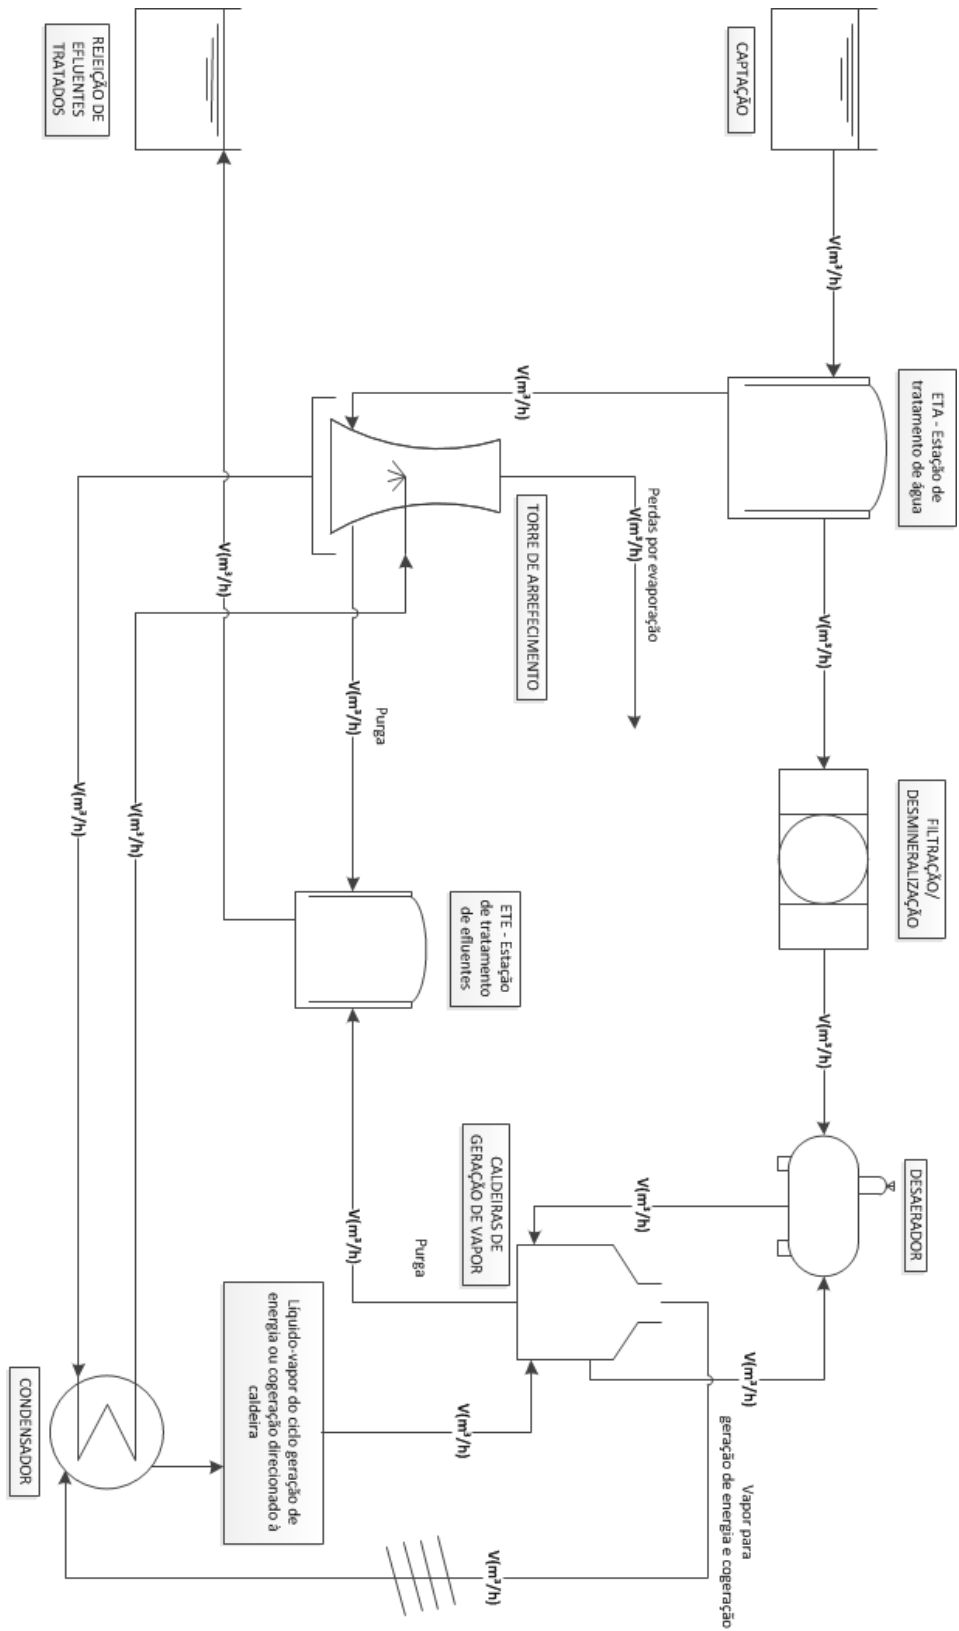 CAPTAÇÃO
V(m³/h)
ETA - Estação de
tratamento de água
V(m³/h)
FILTRAÇÃO/
DESMINERALIZAÇÃO
V(m³/h)
DESAERADOR
V(m³/h)
Perdas por evaporação
V(m³/h)
V(m³/h)
V(m³/h)
Vapor para
geração de energia e cogeração
TORRE DE ARREFECIMENTO
CALDEIRAS DE
GERAÇÃO DE VAPOR
ETE - Estação
de tratamento
de efluentes
V(m³/h)
V(m³/h)
Purga
V(m³/h)
Purga
V(m³/h)
Líquido-vapor do ciclo geração de
energia ou cogeração direcionado à
caldeira
V(m³/h)
REJEIÇÃO DE
EFLUENTES
TRATADOS
V(m³/h)
V(m³/h)
CONDENSADOR